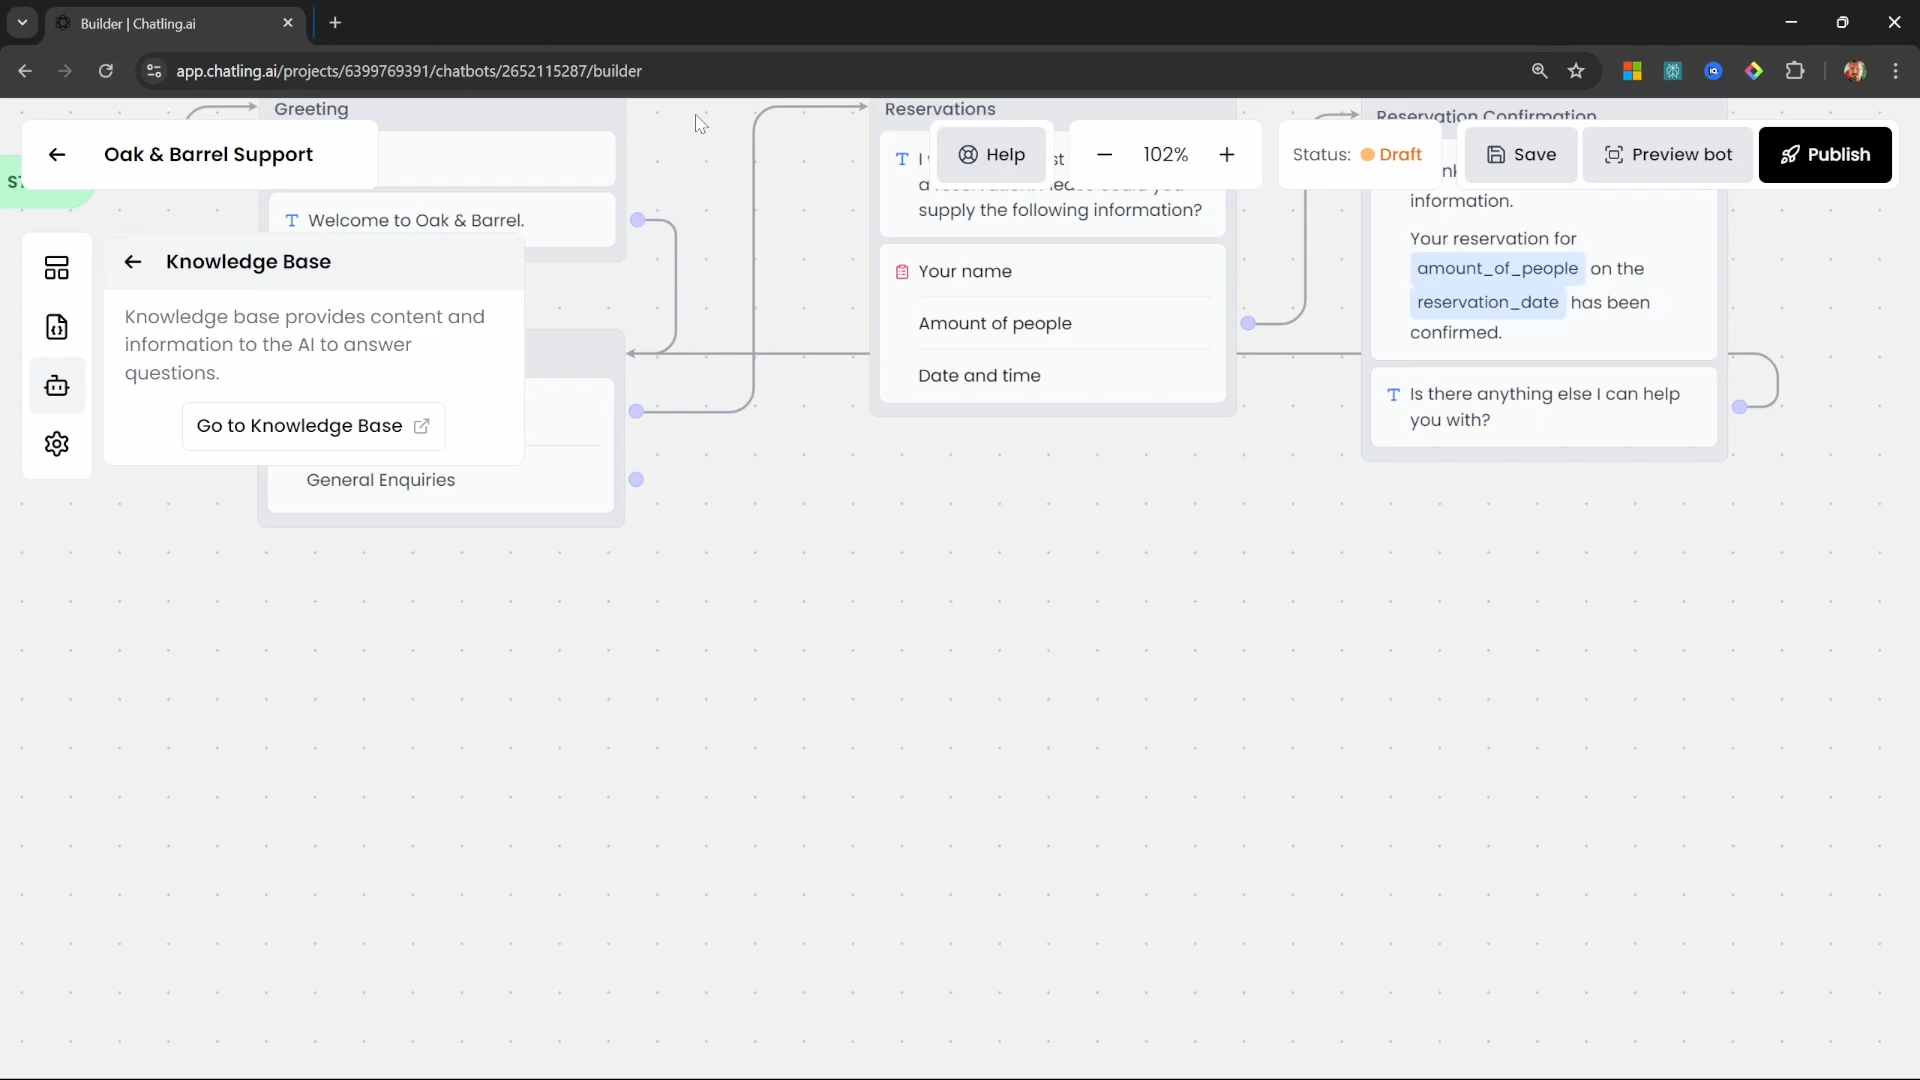 Builder | Chatling.ai
app.chatling.ai/projects/6399769391/chatbots/2652115287/builder
Greeting
Reservations
Reservation Confirmation
Oak & Barrel Support
Help
102%
Status: Draft
Save
Preview bot
Publish
Welcome to Oak & Barrel.
supply the following information?
information.
Your reservation for
amount_of_people on the
reservation_date has been
confirmed.
Knowledge Base
Knowledge base provides content and
information to the AI to answer
questions.
Go to Knowledge Base
Your name
Amount of people
Date and time
Is there anything else I can help
you with?
General Enquiries